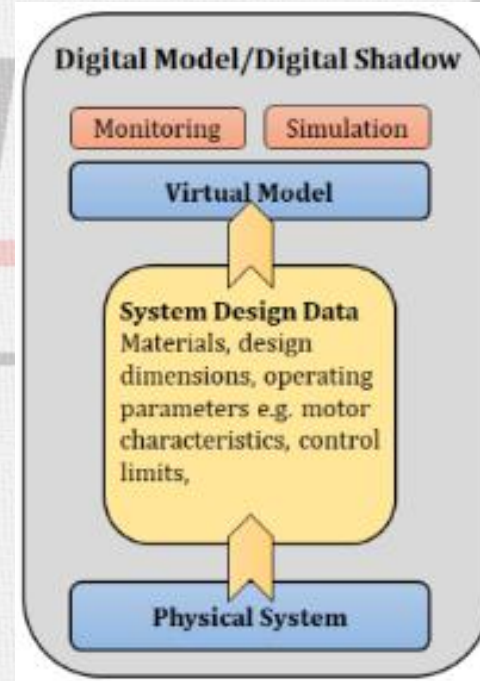 Digital Model/Digital Shadow
Monitoring
Simulation
Virtual Model
System Design Data
Materials, design
dimensions, operating
parameters e.g. motor
characteristics, control
limits,
Physical System